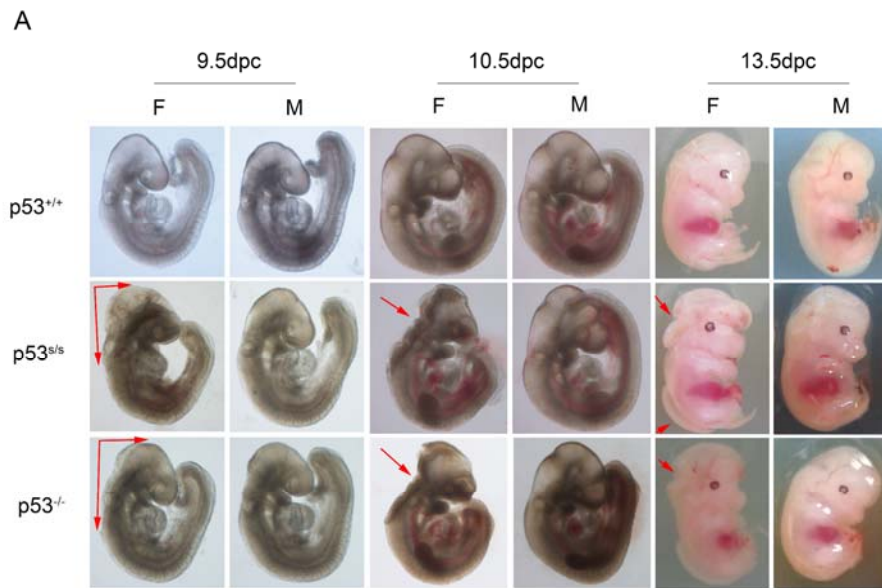 A
9.5dpc 10.5dpc 13.5dpc
F M F M F M
p53+/+
p53s/s
p53-/-